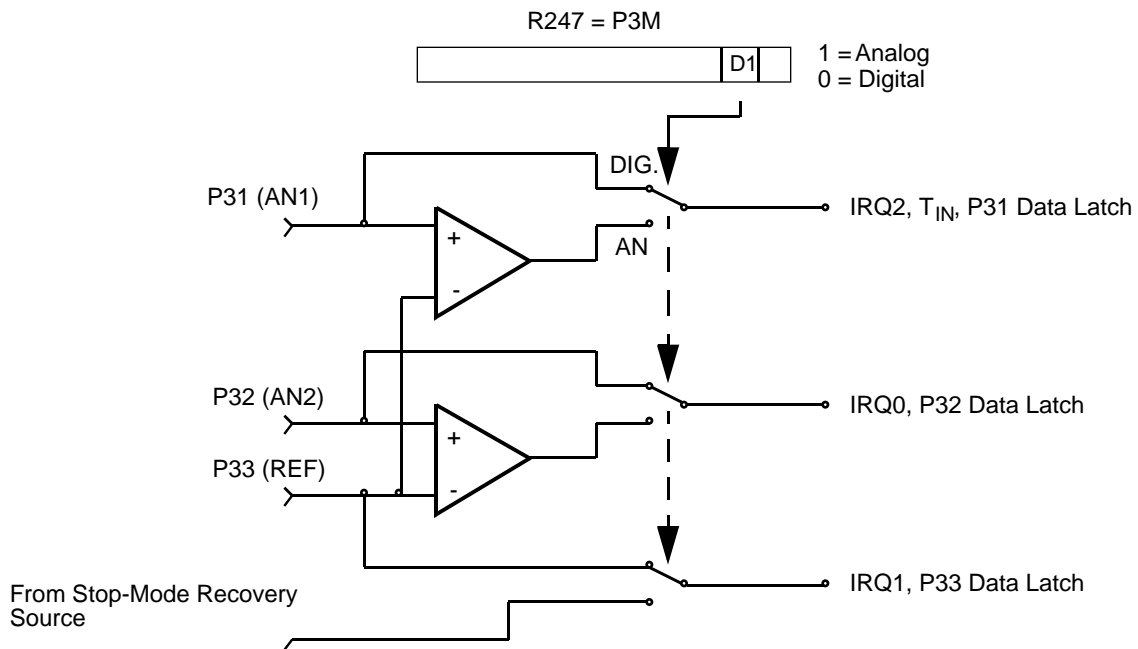 R247 = P3M
D1
1 = Analog
0 = Digital
DIG.
P31 (AN1)
+
IRQ2, TIN, P31 Data Latch
AN
-
P32 (AN2)
+
IRQ0, P32 Data Latch
P33 (REF)
-
From Stop-Mode Recovery
Source
IRQ1, P33 Data Latch